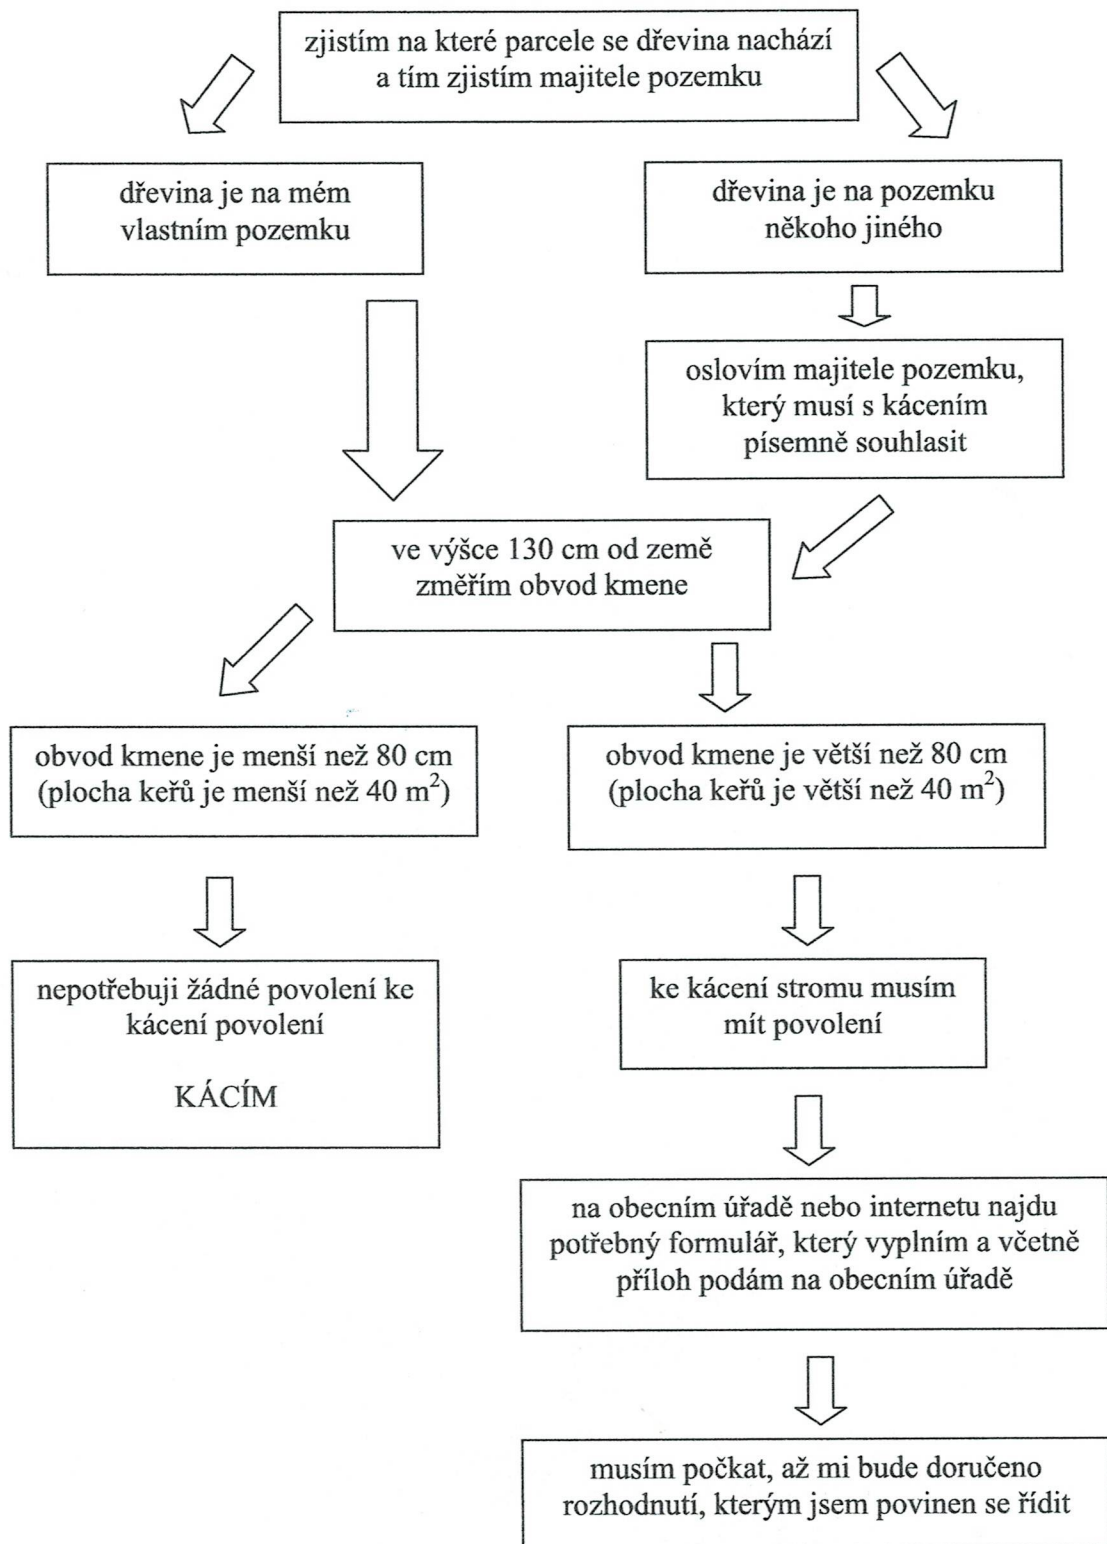 zjistím na které parcele se dřevina nachází
a tím zjistím majitele pozemku
dřevina je na mém
vlastním pozemku
dřevina je na pozemku
někoho jiného
oslovím majitele pozemku,
který musí s kácením
písemně souhlasit
ve výšce 130 cm od země
změřím obvod kmene
obvod kmene je menší než 80 cm
(plocha keřů je menší než 40 m²)
obvod kmene je větší než 80 cm
(plocha keřů je větší než 40 m²)
nepotřebuji žádné povolení ke
kácení povolení
KÁCÍM
ke kácení stromu musím
mít povolení
na obecním úřadě nebo internetu najdu
potřebný formulář, který vyplním a včetně
příloh podám na obecním úřadě
musím počkat, až mi bude doručeno
rozhodnutí, kterým jsem povinen se řídit